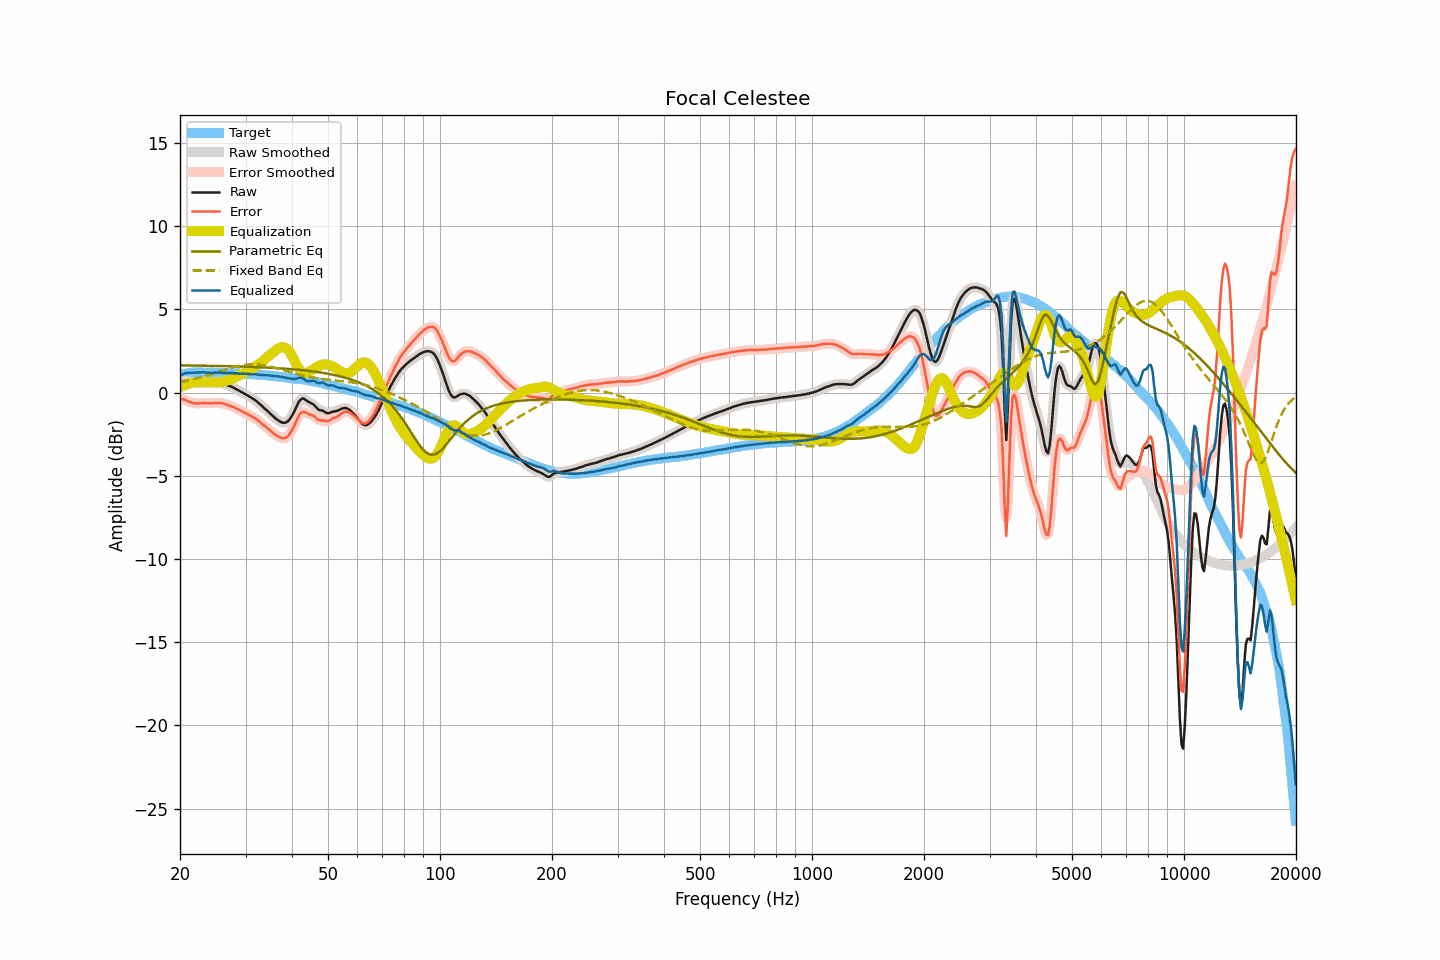 Focal Celestee
Target
Raw Smoothed
Error Smoothed
Raw
Error
Equalization
Parametric Eq
Fixed Band Eq
Equalized
15
10
5
0
−5
−10
−15
−20
−25
Amplitude (dBr)
20 50 100 200 500 1000 2000 5000 10000 20000
Frequency (Hz)